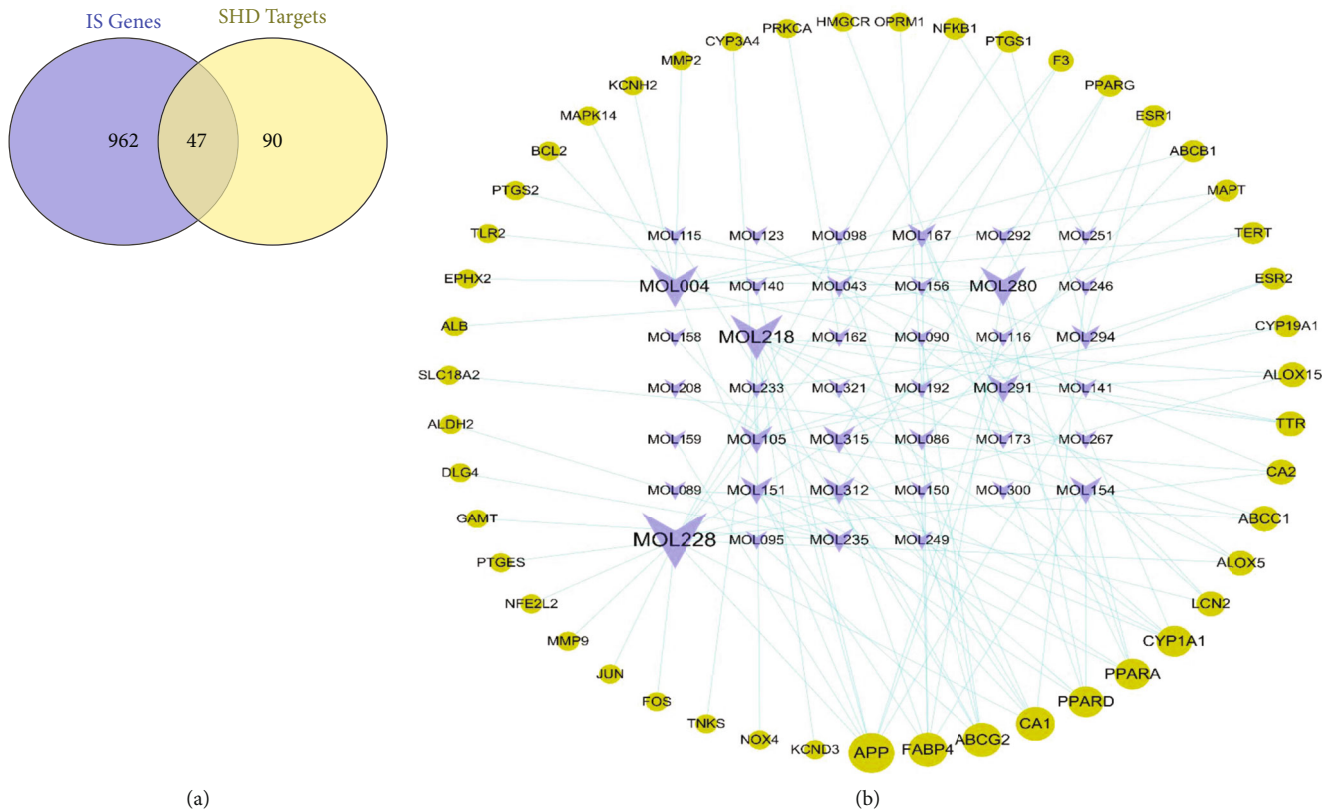 IS Genes
SHD Targets
962
47
90
(a)
HMGCR
OPRM1
NFKB1
PTGS1
F3
PPARG
ESR1
ABCB1
MAPT
TERT
ESR2
CYP19A1
ALOX15
TTR
CA2
ABCC1
ALOX5
LCN2
CYP1A1
PPARA
PPARD
CA1
ABCG2
FABP4
APP
KCND3
NOX4
TNKS
FOS
JUN
MMP9
NFE2L2
PTGES
GAMT
DLG4
ALDH2
SLC18A2
ALB
EPHX2
TLR2
PTGS2
BCL2
MAPK14
KCNH2
MMP2
CYP3A4
PRKCA
MOL115 MOL123 MOL098 MOL167 MOL292 MOL251
MOL004 MOL140 MOL043 MOL156 MOL280 MOL246
MOL158 MOL218 MOL162 MOL090 MOL116 MOL294
MOL208 MOL233 MOL321 MOL192 MOL291 MOL141
MOL159 MOL105 MOL315 MOL086 MOL173 MOL267
MOL089 MOL151 MOL312 MOL150 MOL300 MOL154
MOL228 MOL095 MOL235 MOL249
(b)